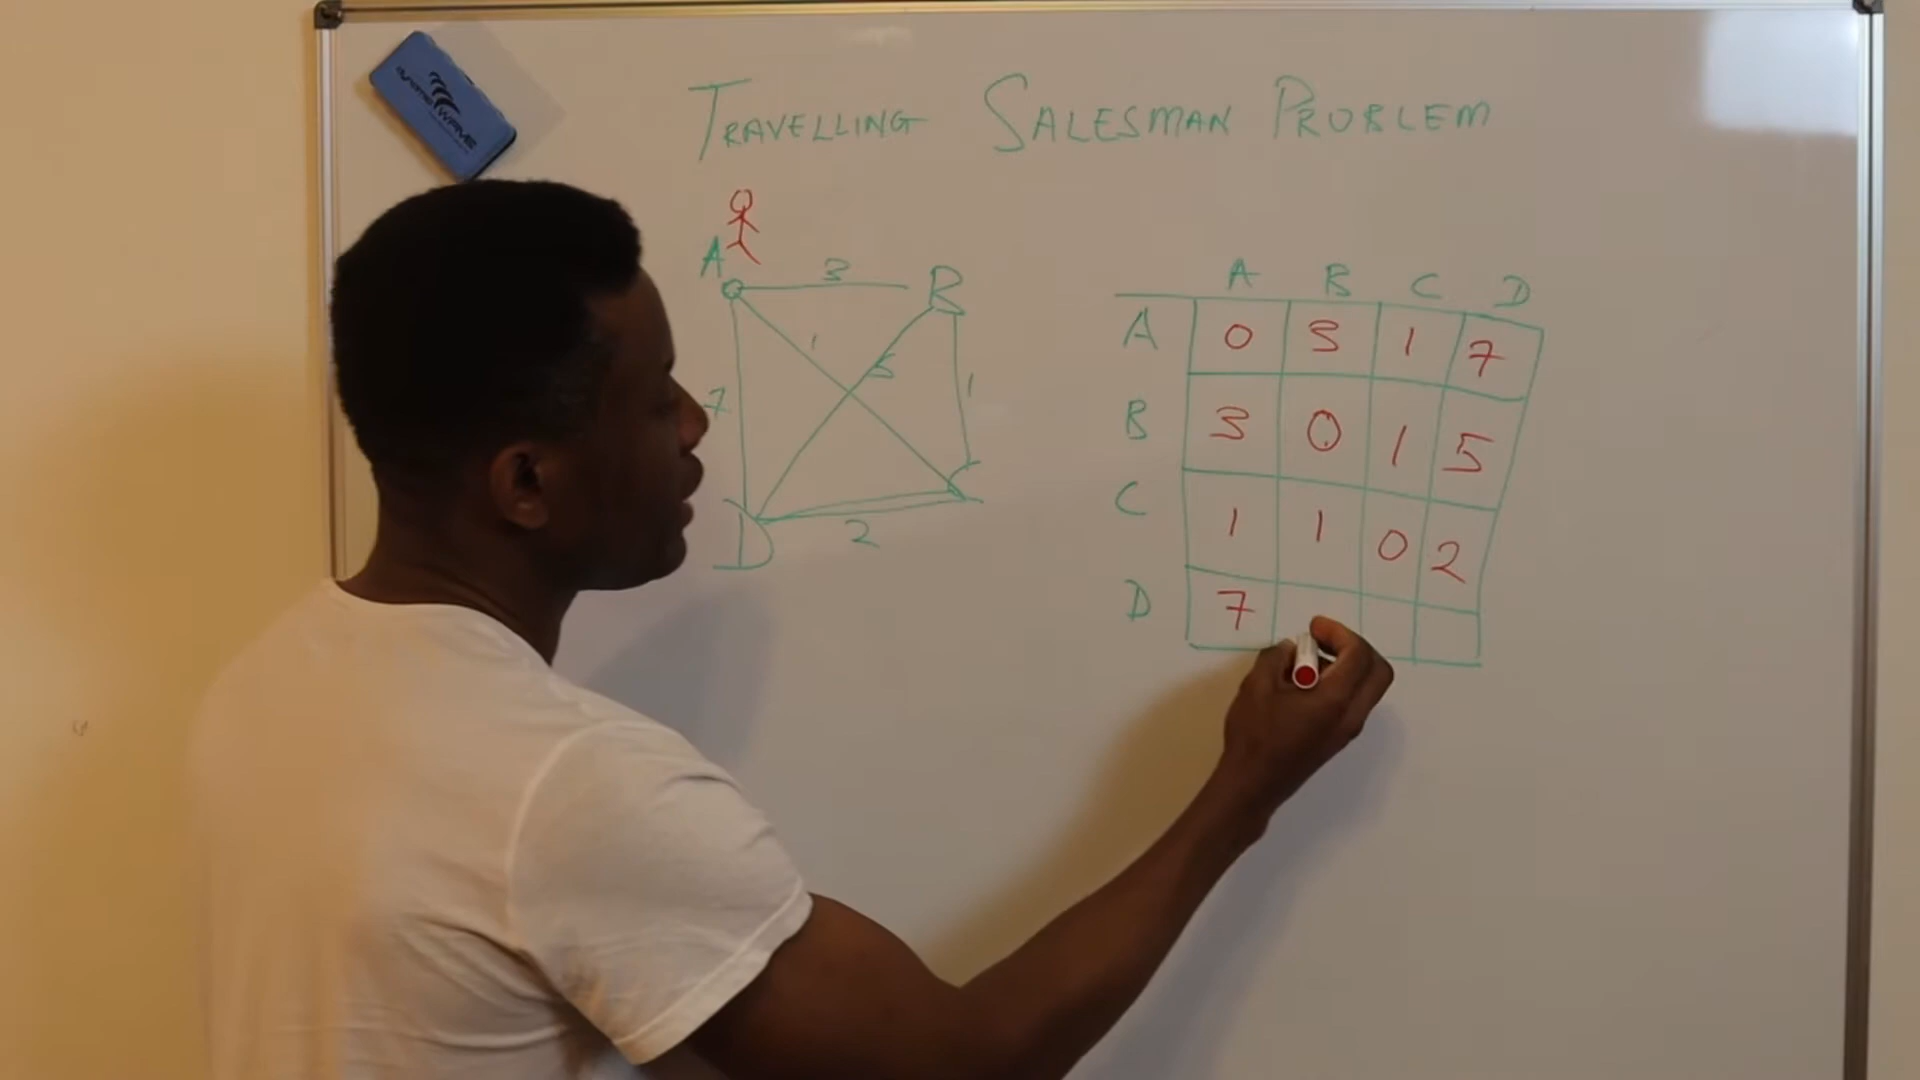 TRAVELLING SALESMAN PROBLEM
WAVE
A 3 B
1
5
7
1
C
D 2
A B C D
A 0 3 1 7
B 3 0 1 5
C 1 1 0 2
D 7